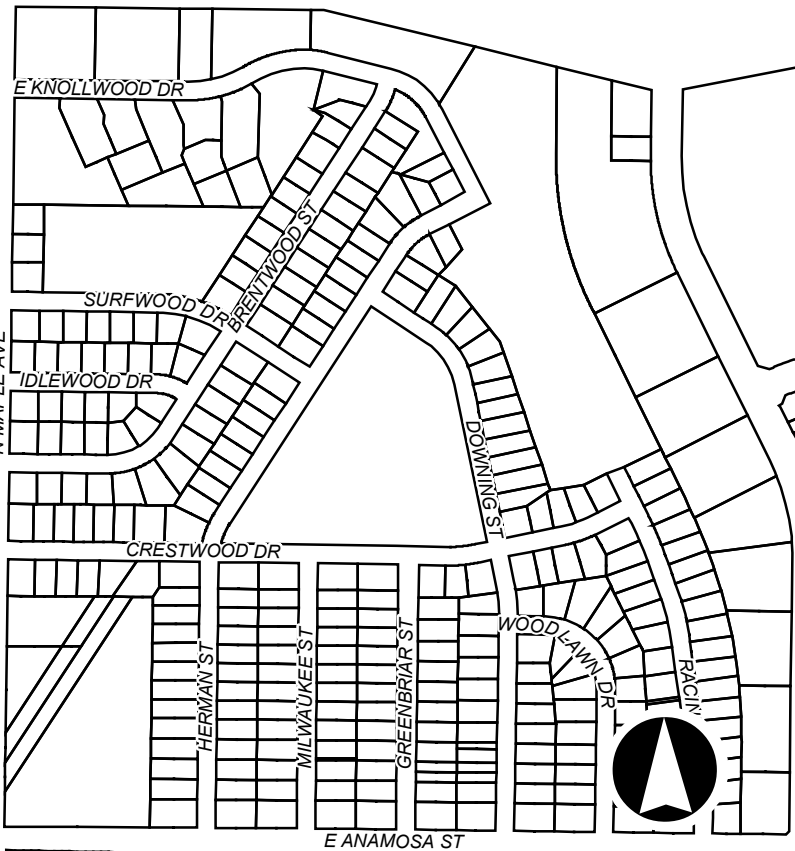 E KNOLLWOOD DR
BRENTWOOD ST
SURFWOOD DR
IDLEWOOD DR
DOWNING ST
CRESTWOOD DR
WOODLAWN DR
HERMAN ST
MILWAUKEE ST
GREENBRIAR ST
E ANAMOSA ST